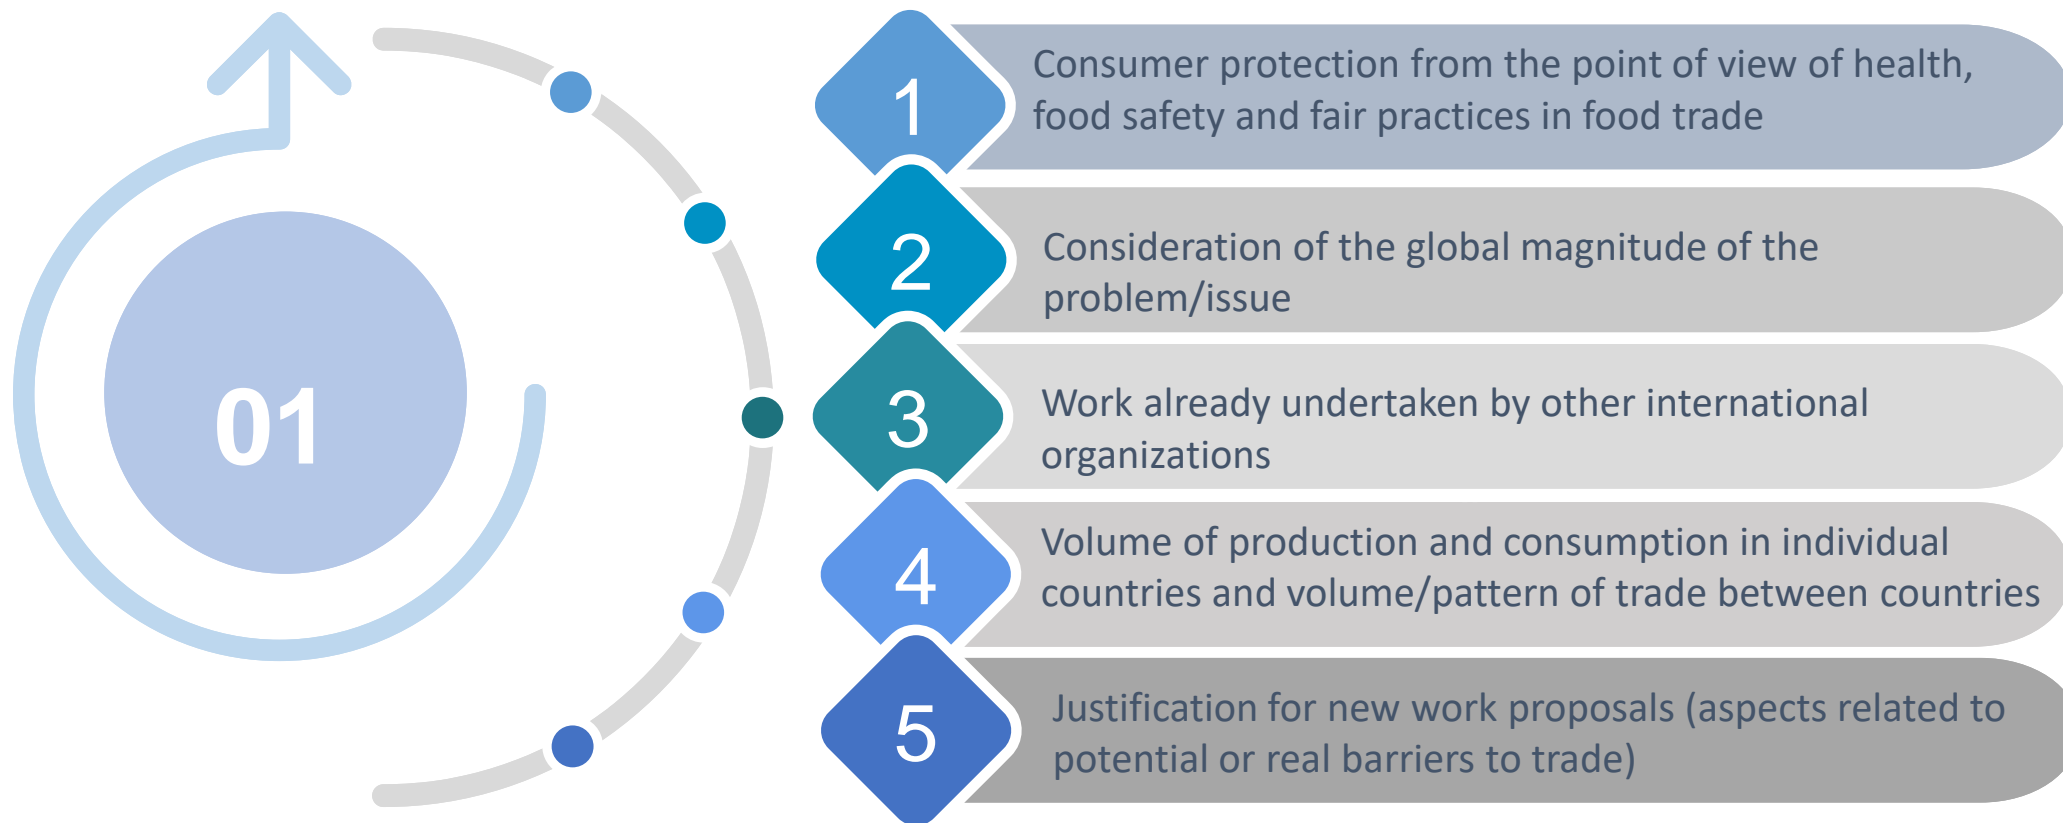 01
1
Consumer protection from the point of view of health,
food safety and fair practices in food trade
2
Consideration of the global magnitude of the
problem/issue
3
Work already undertaken by other international
organizations
4
Volume of production and consumption in individual
countries and volume/pattern of trade between countries
5
Justification for new work proposals (aspects related to
potential or real barriers to trade)